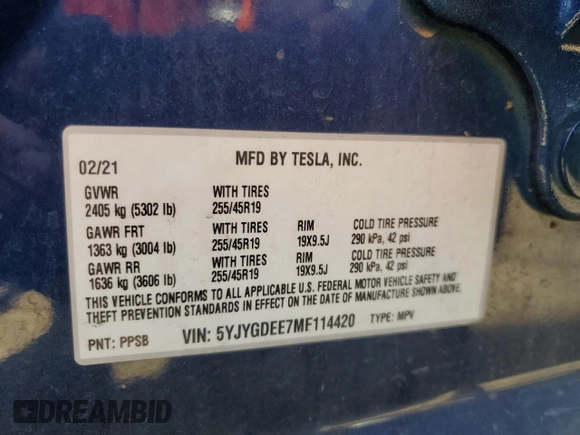 02/21 MFD BY TESLA, INC.
GVWR WITH TIRES
2405 kg (5302 lb) 255/45R19
GAWR FRT WITH TIRES RIM COLD TIRE PRESSURE
1363 kg (3004 lb) 255/45R19 19X9.5J 290 kPa, 42 psi
GAWR RR WITH TIRES RIM COLD TIRE PRESSURE
1636 kg (3606 lb) 255/45R19 19X9.5J 290 kPa, 42 psi
THIS VEHICLE CONFORMS TO ALL APPLICABLE U.S. FEDERAL MOTOR VEHICLE SAFETY AND
THEFT PREVENTION STANDARDS IN EFFECT ON THE DATE OF MANUFACTURE SHOWN ABOVE.
PNT: PPSB VIN: 5YJYGDEE7MF114420 TYPE: MPV
DREAMBID